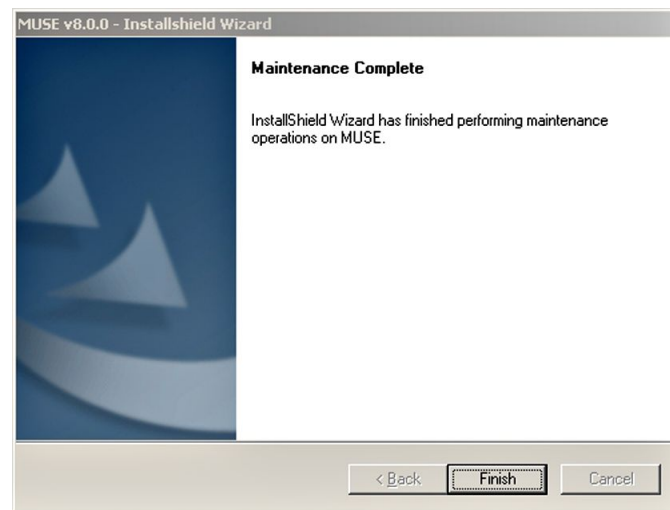 MUSE v8.0.0 - Installshield Wizard
Maintenance Complete
InstallShield Wizard has finished performing maintenance
operations on MUSE.
< Back Finish Cancel